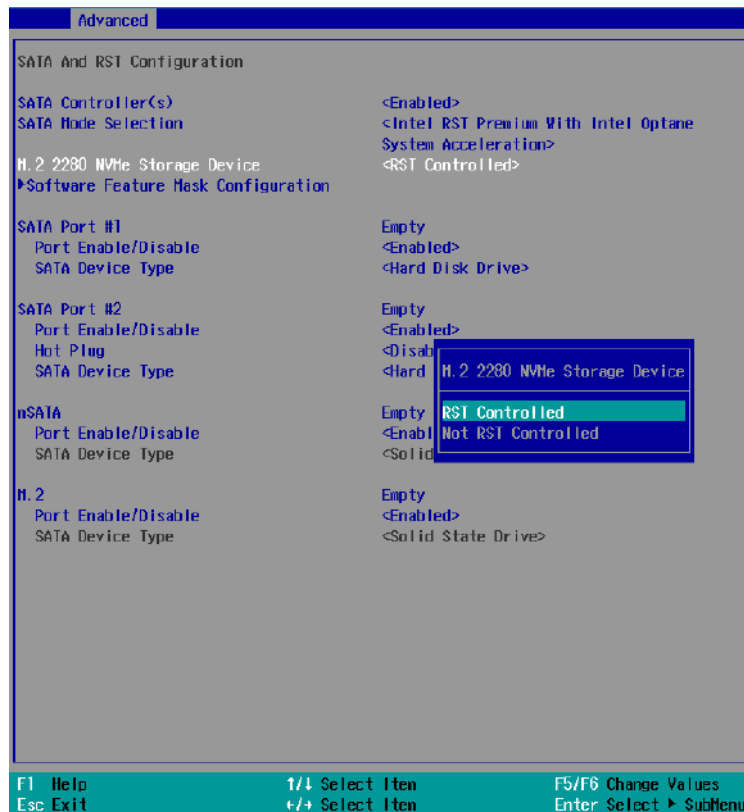 Advanced
SATA And RST Configuration
SATA Controller(s) <Enabled>
SATA Mode Selection <Intel RST Premium With Intel Optane
System Acceleration>
M.2 2280 NVMe Storage Device <RST Controlled>
▶Software Feature Mask Configuration
SATA Port #1 Empty
Port Enable/Disable <Enabled>
SATA Device Type <Hard Disk Drive>
SATA Port #2 Empty
Port Enable/Disable <Enabled>
Hot Plug <Disab
SATA Device Type <Hard
M.2 2280 NVMe Storage Device
RST Controlled
Not RST Controlled
mSATA Empty
Port Enable/Disable <Enabl
SATA Device Type <Solid
M.2 Empty
Port Enable/Disable <Enabled>
SATA Device Type <Solid State Drive>
F1 Help ↑/↓ Select Item F5/F6 Change Values
Esc Exit ←/→ Select Item Enter Select ▶ SubMenu